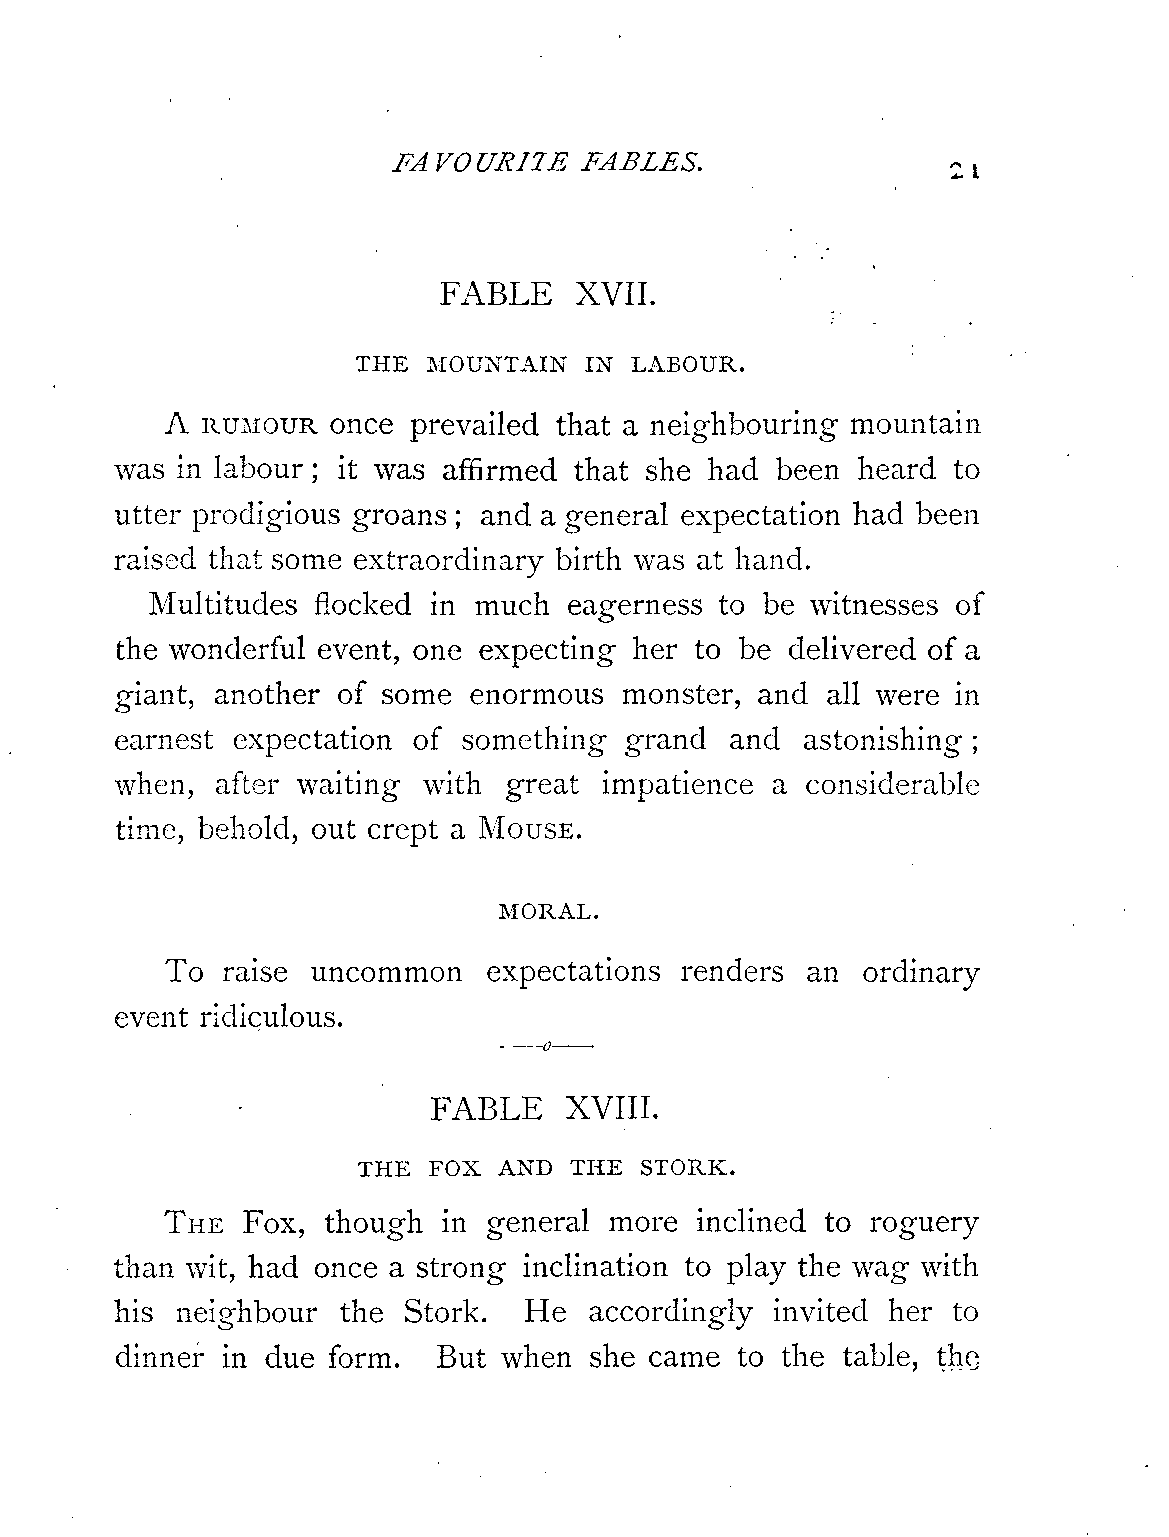 FAVOURITE FABLES.
21
FABLE XVII.
THE MOUNTAIN IN LABOUR.
A RUMOUR once prevailed that a neighbouring mountain
was in labour; it was affirmed that she had been heard to
utter prodigious groans; and a general expectation had been
raised that some extraordinary birth was at hand.
Multitudes flocked in much eagerness to be witnesses of
the wonderful event, one expecting her to be delivered of a
giant, another of some enormous monster, and all were in
earnest expectation of something grand and astonishing;
when, after waiting with great impatience a considerable
time, behold, out crept a MOUSE.
MORAL.
To raise uncommon expectations renders an ordinary
event ridiculous.
FABLE XVIII.
THE FOX AND THE STORK.
THE Fox, though in general more inclined to roguery
than wit, had once a strong inclination to play the wag with
his neighbour the Stork. He accordingly invited her to
dinner in due form. But when she came to the table, the